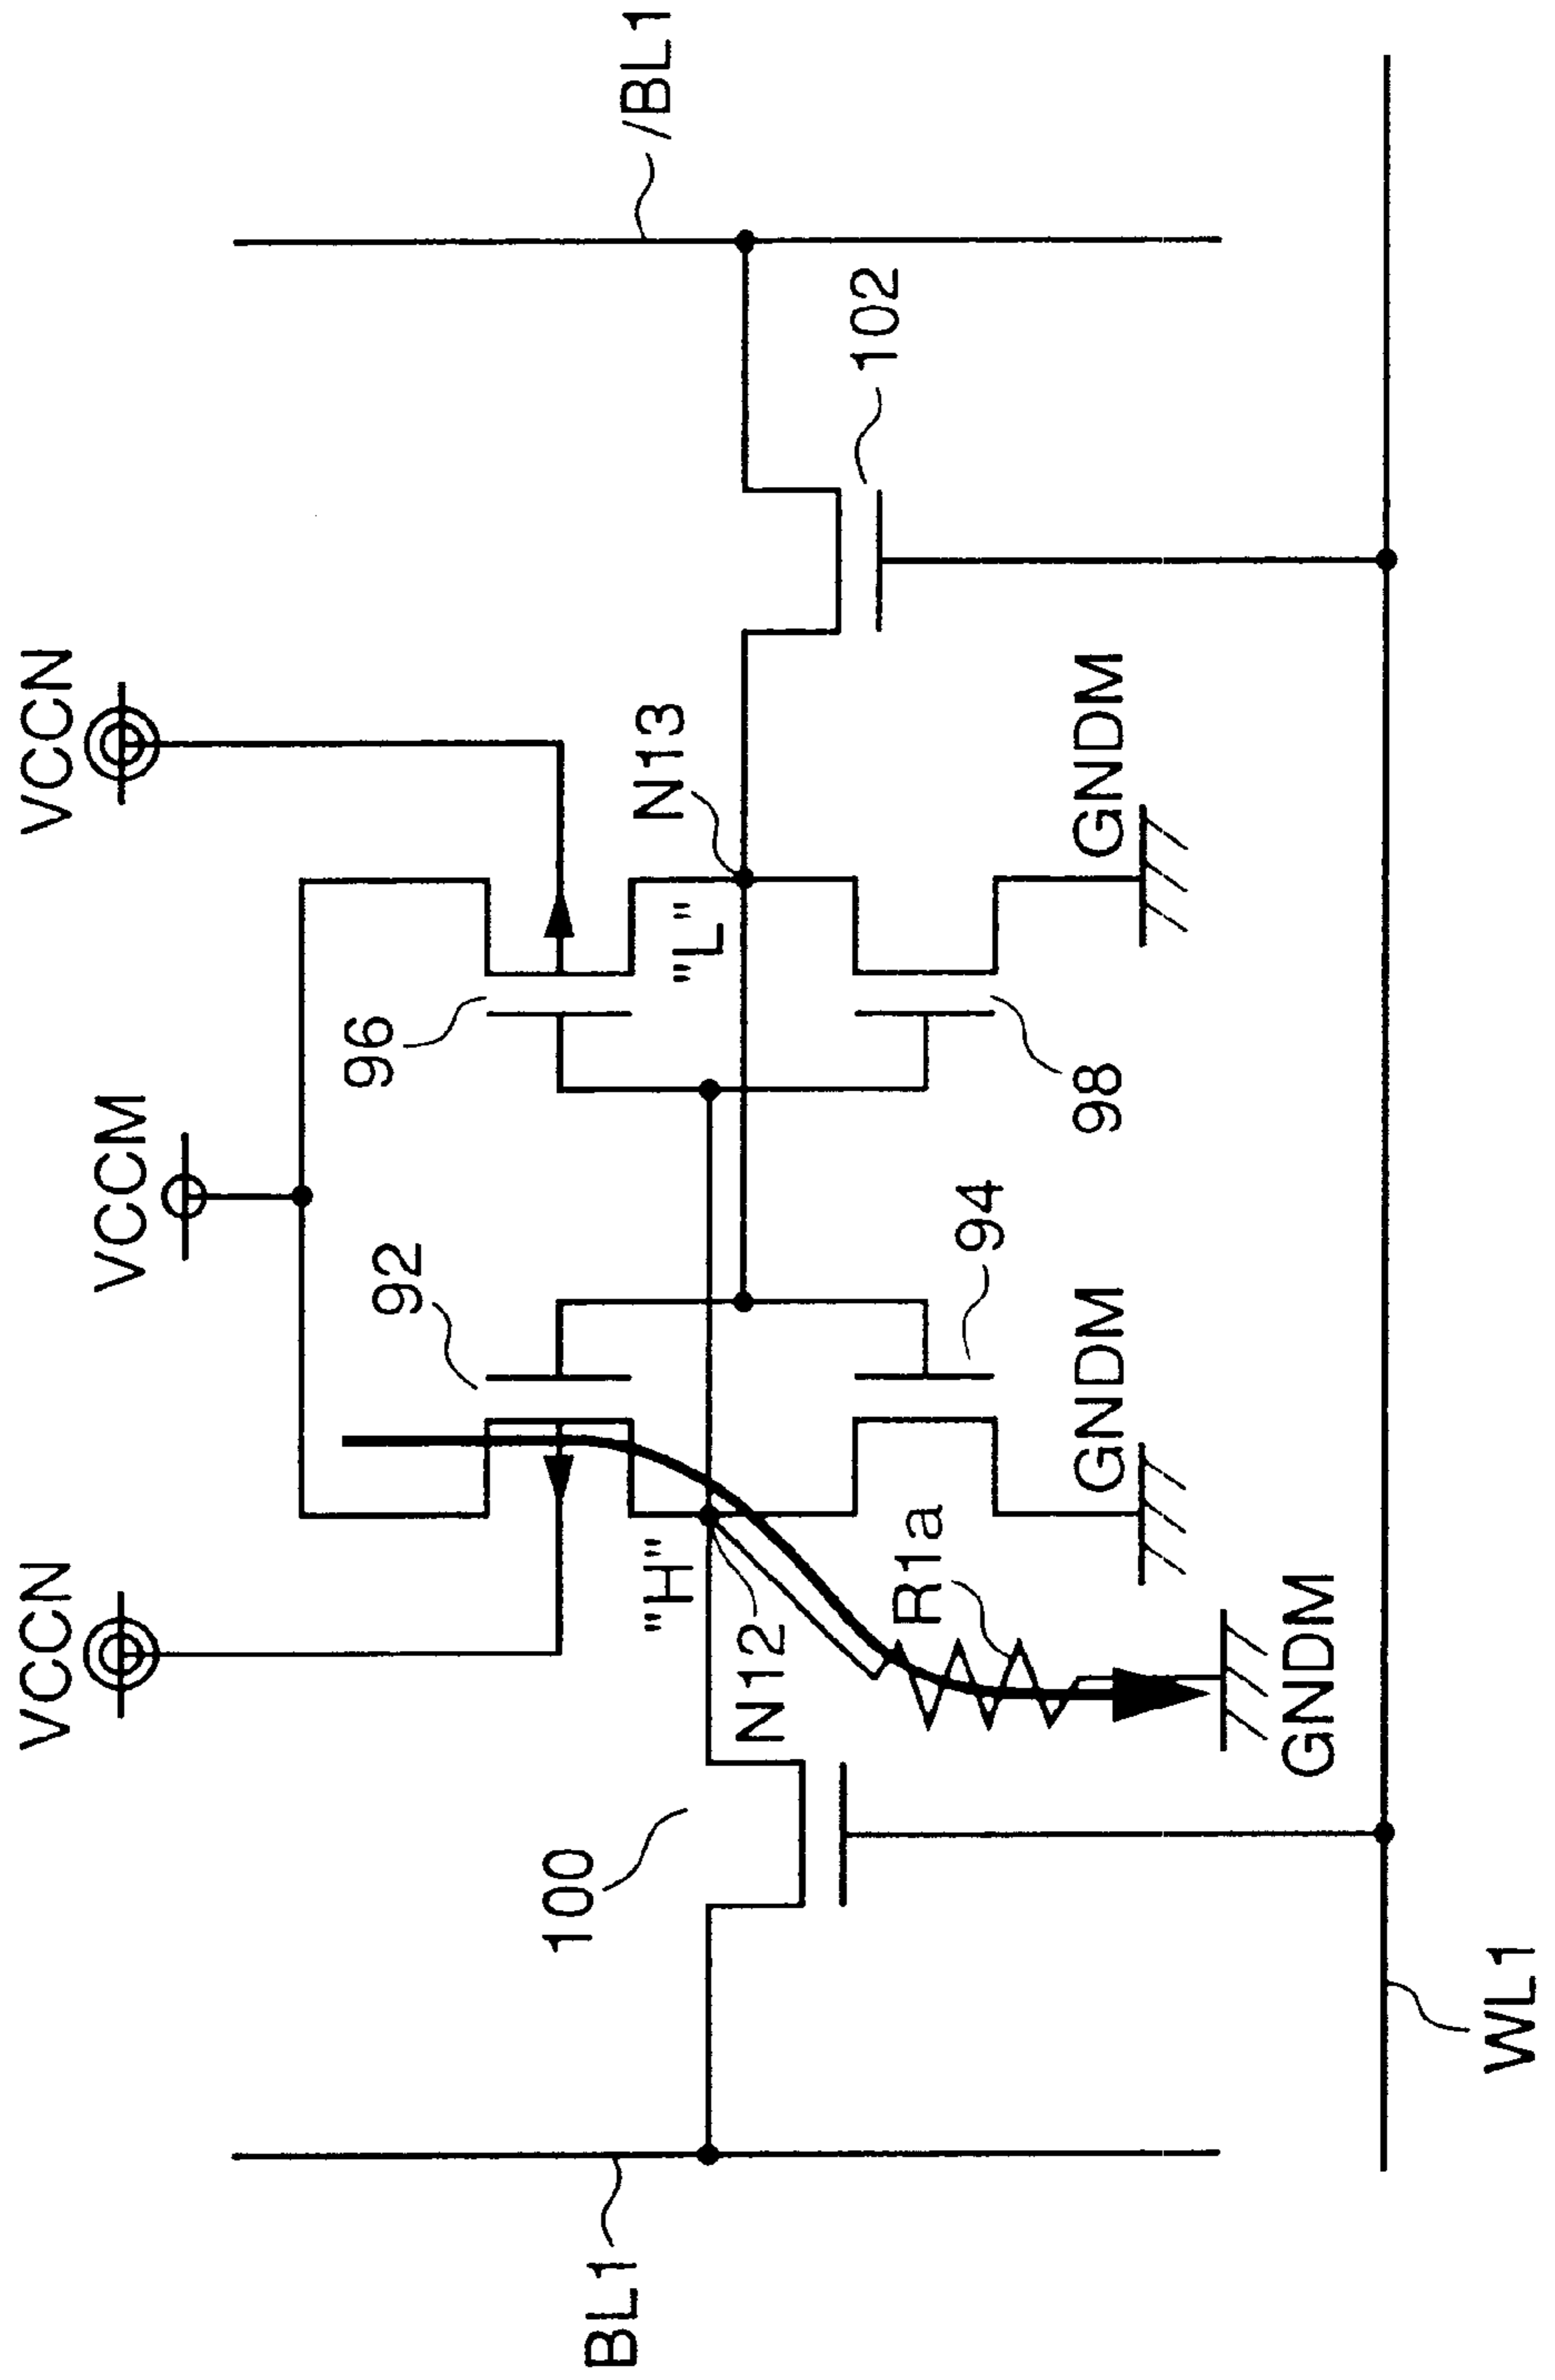 VCCN
VCCM
VCCN
92
96
100
"H"
"L"
N13
BL1
/BL1
N12
R1a
94
102
GNDM
98
GNDM
GNDM
WL1